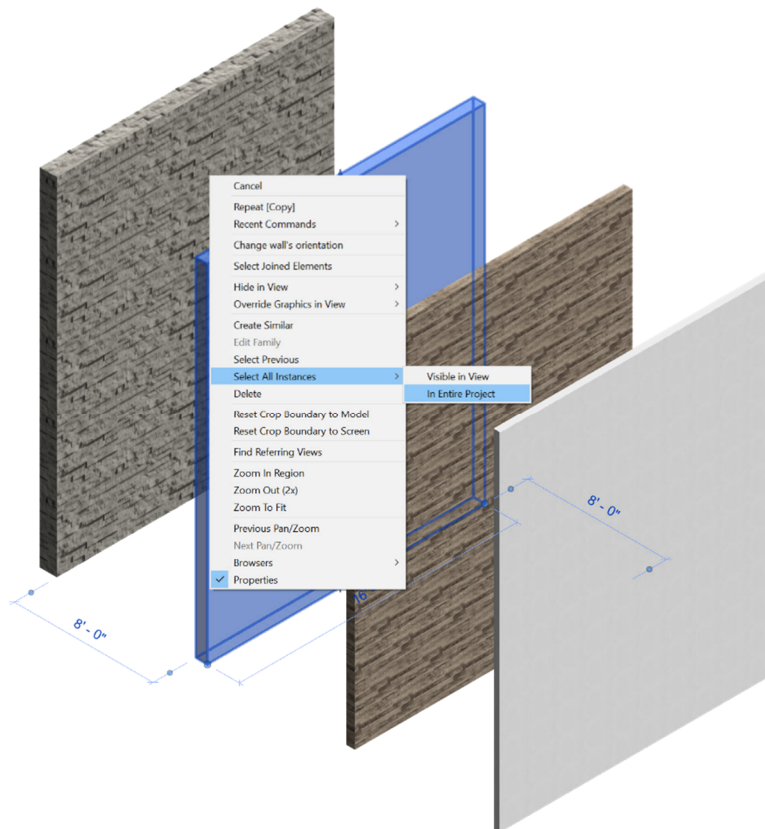 Cancel
Repeat [Copy]
Recent Commands
Change wall's orientation
Select Joined Elements
Hide in View
Override Graphics in View
Create Similar
Edit Family
Select Previous
Select All Instances
Visible in View
Delete
In Entire Project
Reset Crop Boundary to Model
Reset Crop Boundary to Screen
Find Referring Views
Zoom In Region
Zoom Out (2x)
Zoom To Fit
Previous Pan/Zoom
Next Pan/Zoom
Browsers
Properties
8' - 0"
16
8' - 0"